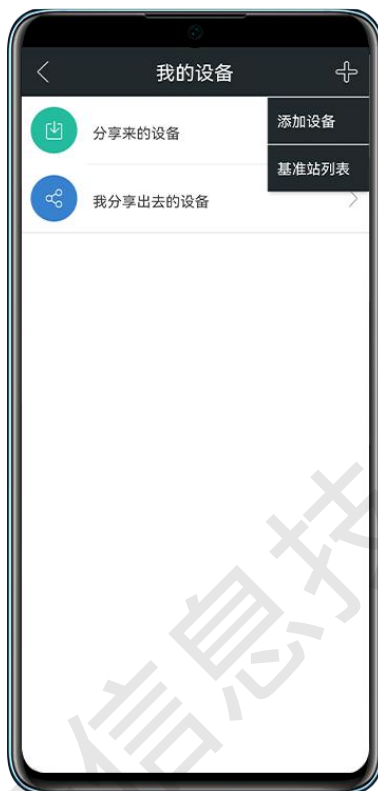 我的设备
添加设备
分享来的设备
基准站列表
我分享出去的设备
信息技